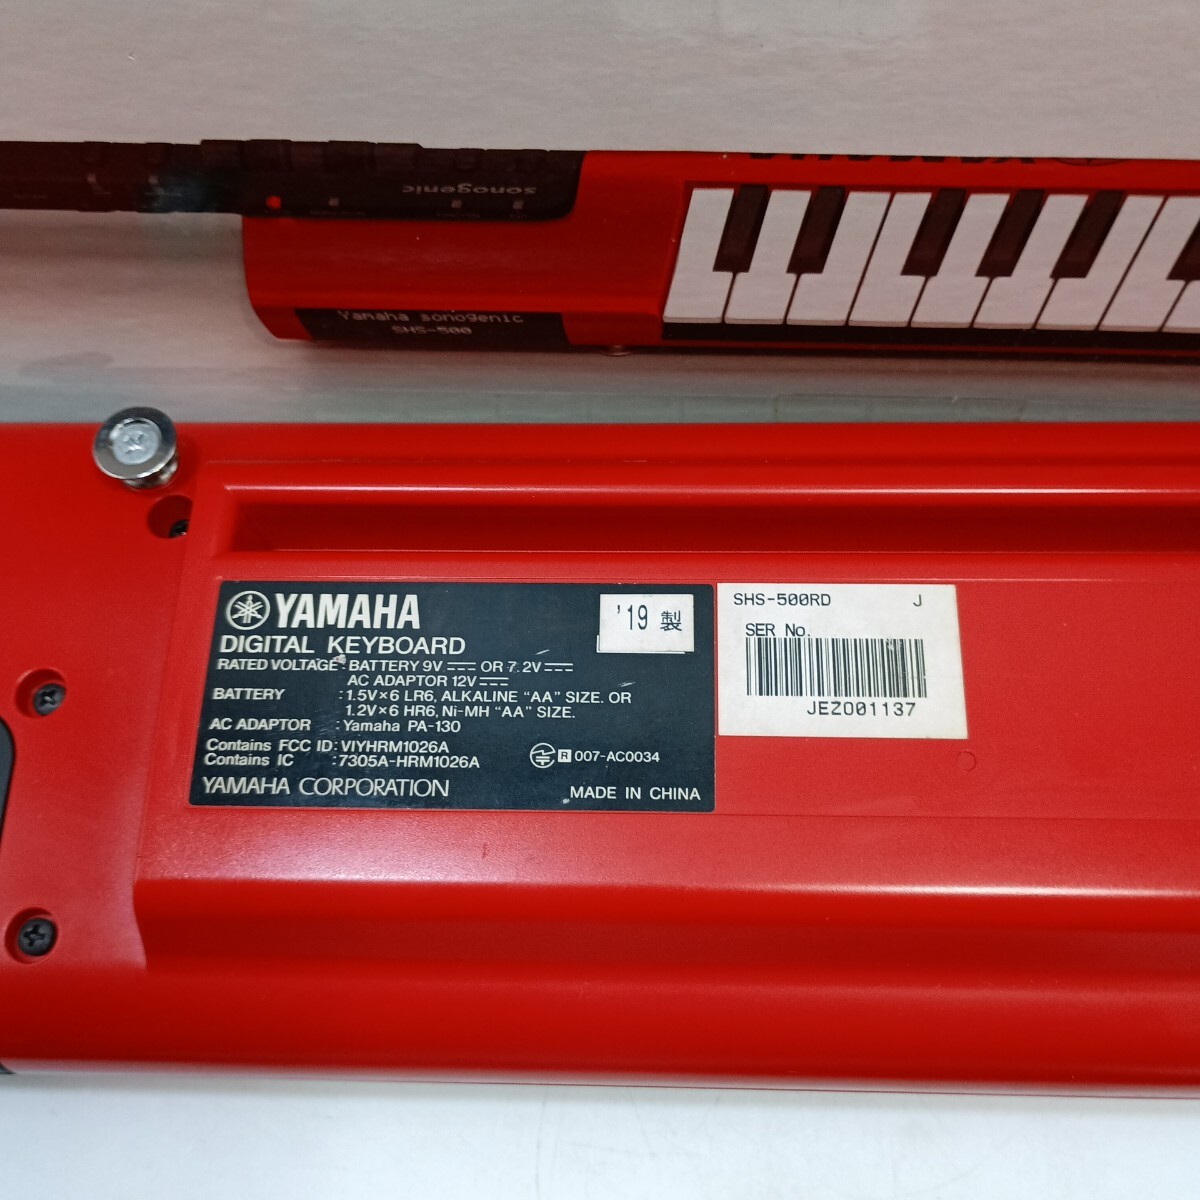 sonogenic
YAMAHA
Yamaha sonogenic
SHS-500
YAMAHA
'19 製
DIGITAL KEYBOARD
RATED VOLTAGE : BATTERY 9V OR 7.2V
AC ADAPTOR 12V
BATTERY : 1.5V×6 LR6, ALKALINE "AA" SIZE. OR
1.2V×6 HR6, Ni-MH "AA" SIZE.
AC ADAPTOR : Yamaha PA-130
Contains FCC ID : VIYHRM1026A
Contains IC : 7305A-HRM1026A
R 007-AC0034
YAMAHA CORPORATION
MADE IN CHINA
SHS-500RD J
SER No.
JEZO01137